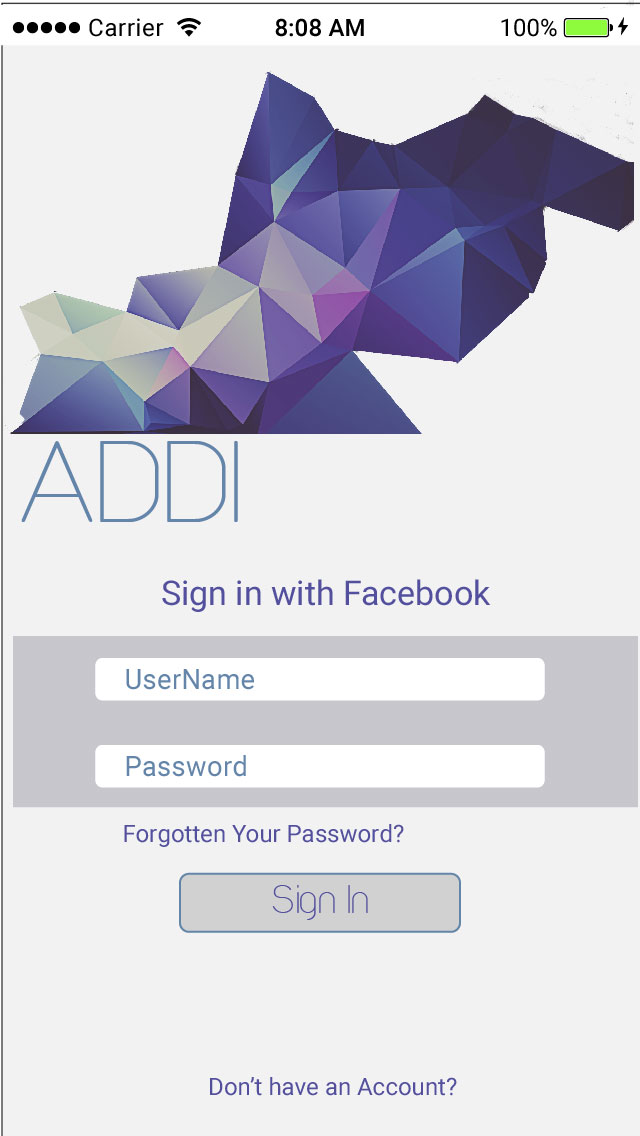 Carrier 8:08 AM 100%
ADDI
Sign in with Facebook
UserName
Password
Forgotten Your Password?
Sign In
Don't have an Account?